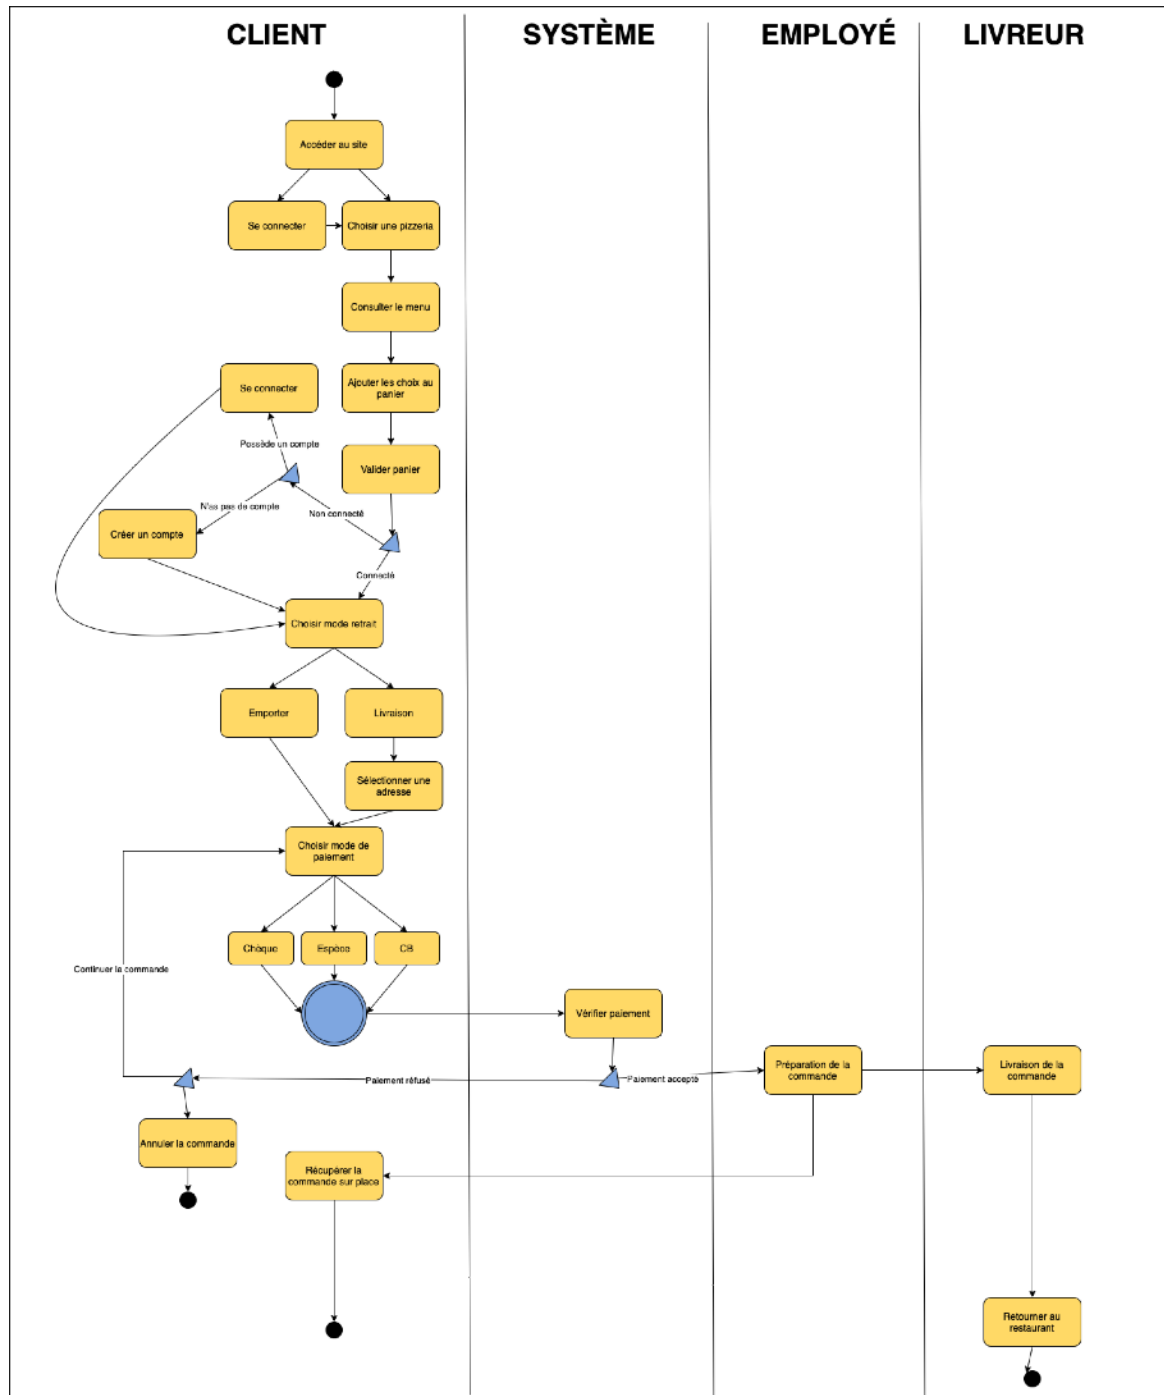 CLIENT
SYSTÈME
EMPLOYÉ
LIVREUR
Accéder au site
Se connecter
Choisir une pizzeria
Consulter le menu
Se connecter
Ajouter les choix au
panier
Possède un compte
Valider panier
N'as pas de compte
Non connecté
Créer un compte
Connecté
Choisir mode retrait
Emporter
Livraison
Sélectionner une
adresse
Choisir mode de
paiement
Chèque
Espèce
CB
Continuer la commande
Vérifier paiement
Paiement réfusé
Paiement accepté
Préparation de la
commande
Livraison de la
commande
Annuler la commande
Récupérer la
commande sur place
Retourner au
restaurant